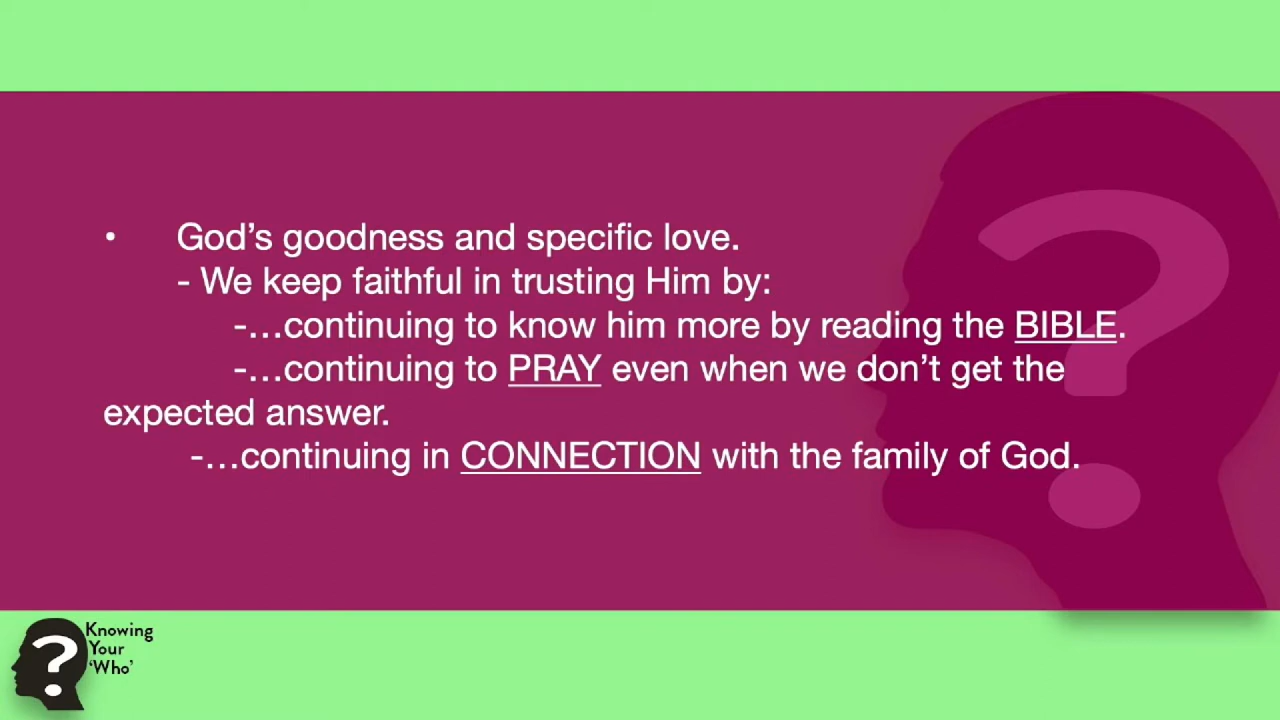 • God’s goodness and specific love.
- We keep faithful in trusting Him by:
-…continuing to know him more by reading the BIBLE.
-…continuing to PRAY even when we don’t get the
expected answer.
-…continuing in CONNECTION with the family of God.
?
Knowing
Your
‘Who’
?